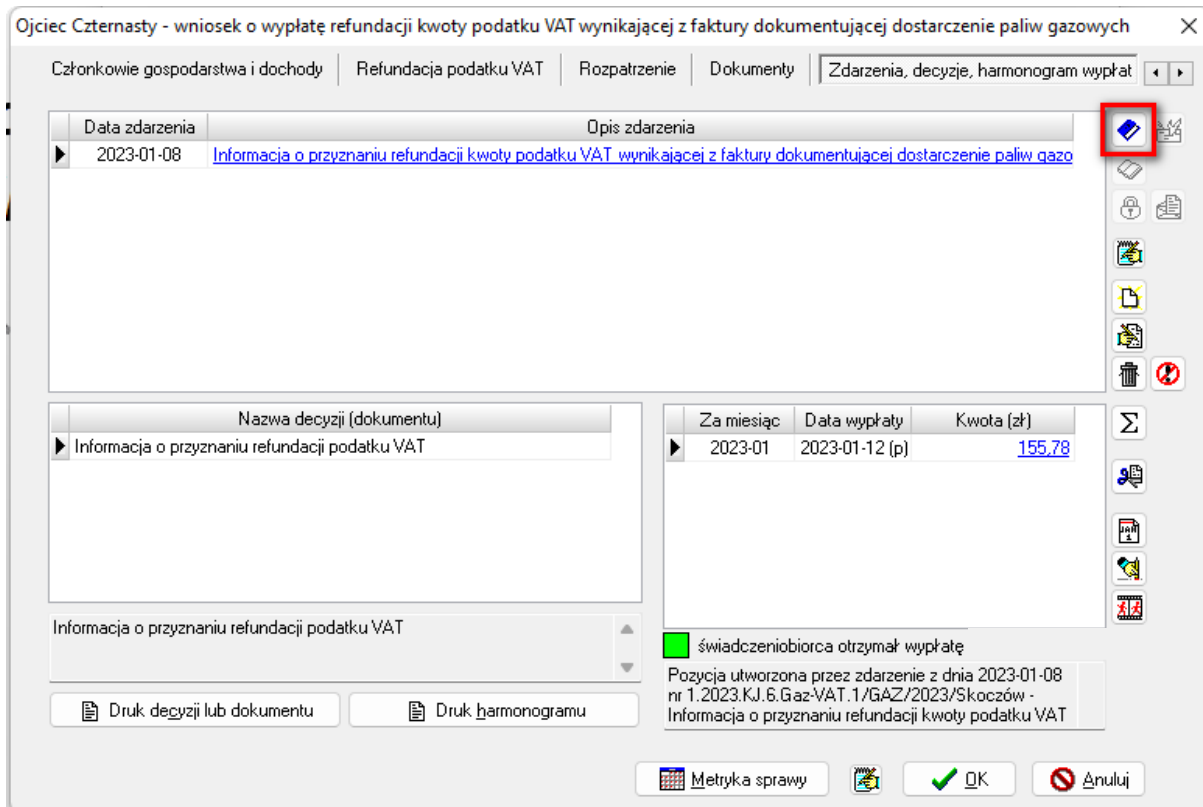 Ojciec Czternasty - wniosek o wypłatę refundacji kwoty podatku VAT wynikającej z faktury dokumentującej dostarczenie paliw gazowych
Członkowie gospodarstwa i dochody Refundacja podatku VAT Rozpatrzenie Dokumenty Zdarzenia, decyzje, harmonogram wypłat
Data zdarzenia Opis zdarzenia
2023-01-08 Informacja o przyznaniu refundacji kwoty podatku VAT wynikającej z faktury dokumentującej dostarczenie paliw gazo
Nazwa decyzji (dokumentu)
Informacja o przyznaniu refundacji podatku VAT
Za miesiąc Data wypłaty Kwota (zł)
2023-01 2023-01-12 (p) 155,78
Informacja o przyznaniu refundacji podatku VAT
świadczeniobiorca otrzymał wypłatę
Pozycja utworzona przez zdarzenie z dnia 2023-01-08
nr 1.2023.KJ.6.Gaz-VAT.1/GAZ/2023/Skoczów -
Informacja o przyznaniu refundacji kwoty podatku VAT
Druk decyzji lub dokumentu Druk harmonogramu
Metryka sprawy OK Anuluj